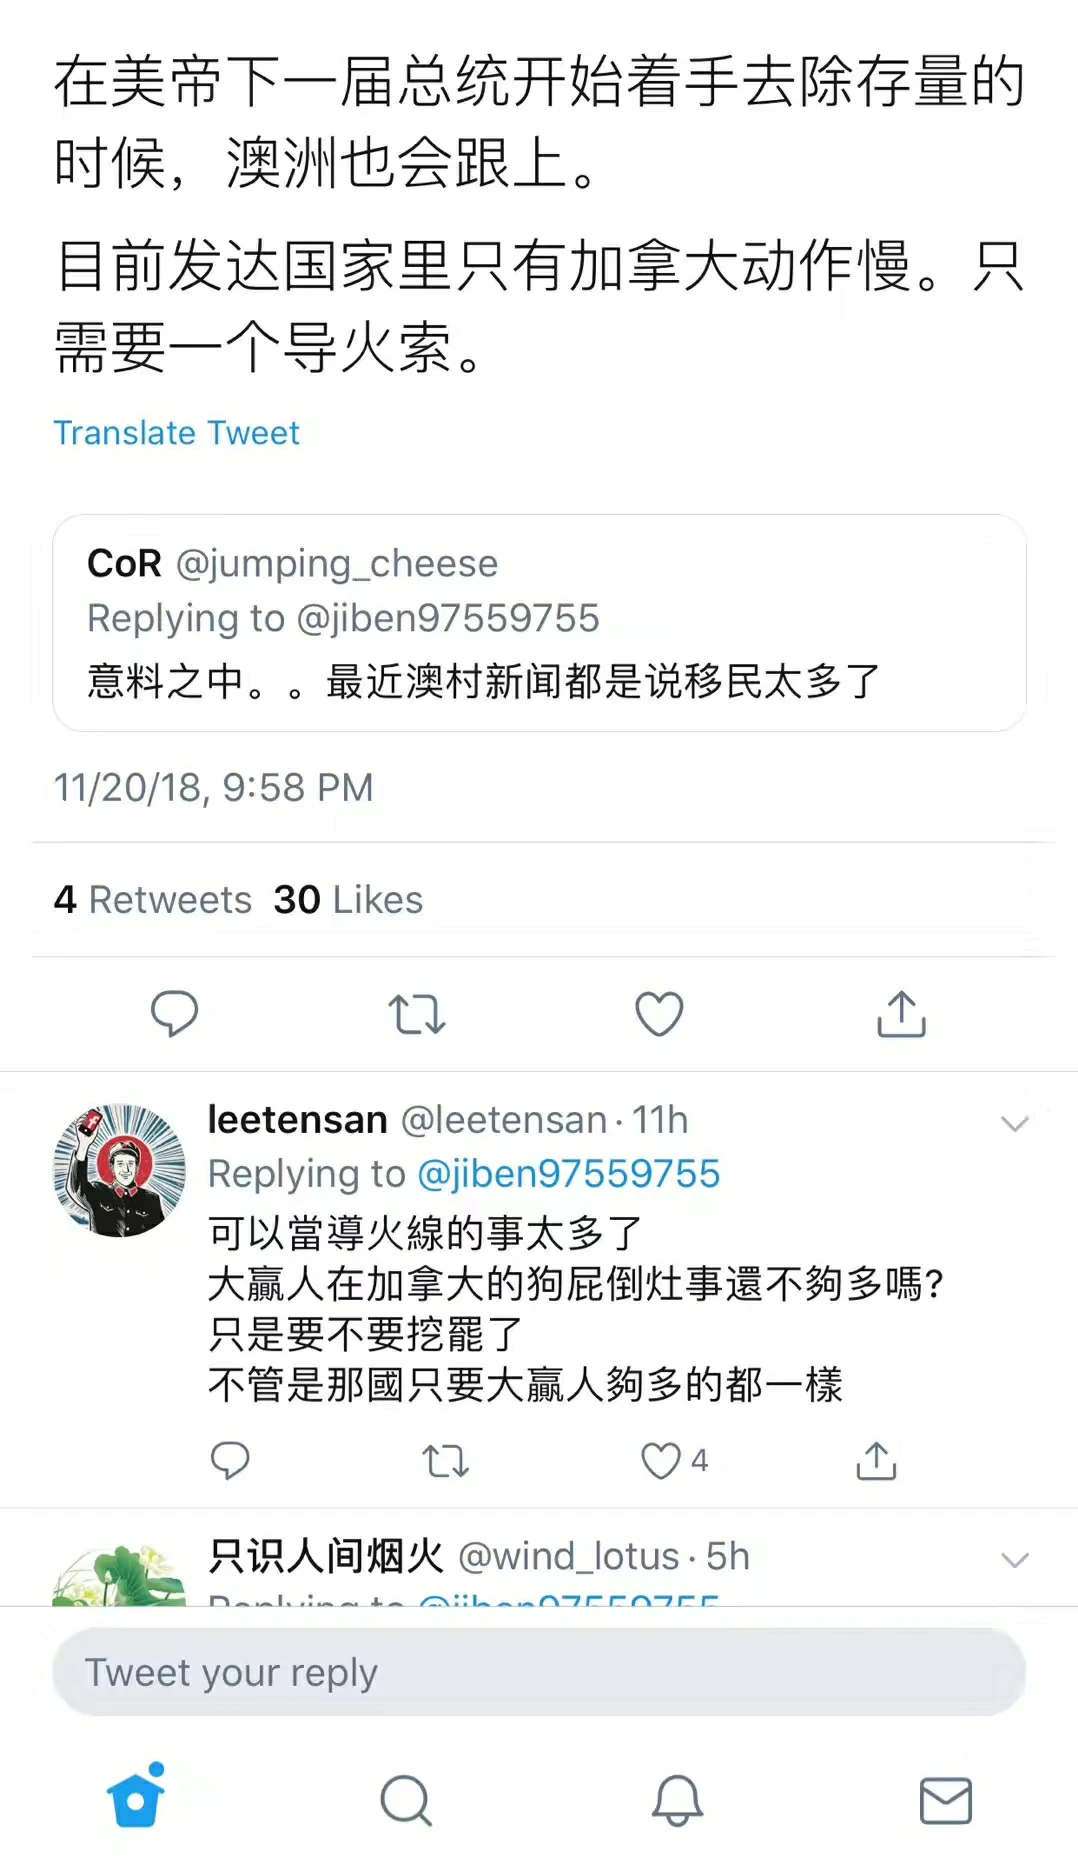 在美帝下一届总统开始着手去除存量的
时候，澳洲也会跟上。
目前发达国家里只有加拿大动作慢。只
需要一个导火索。
Translate Tweet
CoR @jumping_cheese
Replying to @jiben97559755
意料之中。。最近澳村新闻都是说移民太多了
11/20/18, 9:58 PM
4 Retweets 30 Likes
leetensan @leetensan · 11h
Replying to @jiben97559755
可以當導火線的事太多了
大贏人在加拿大的狗屁倒灶事還不夠多嗎?
只是要不要挖罷了
不管是那國只要大贏人夠多的都一樣
4
只识人间烟火 @wind_lotus · 5h
Replying to @jiben97559755
Tweet your reply